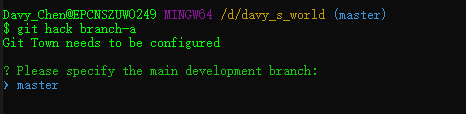 Davy_Chen@EPCNSZUW0249 MINGW64 /d/davy_s_world (master)
$ git hack branch-a
Git Town needs to be configured
? Please specify the main development branch:
❯ master